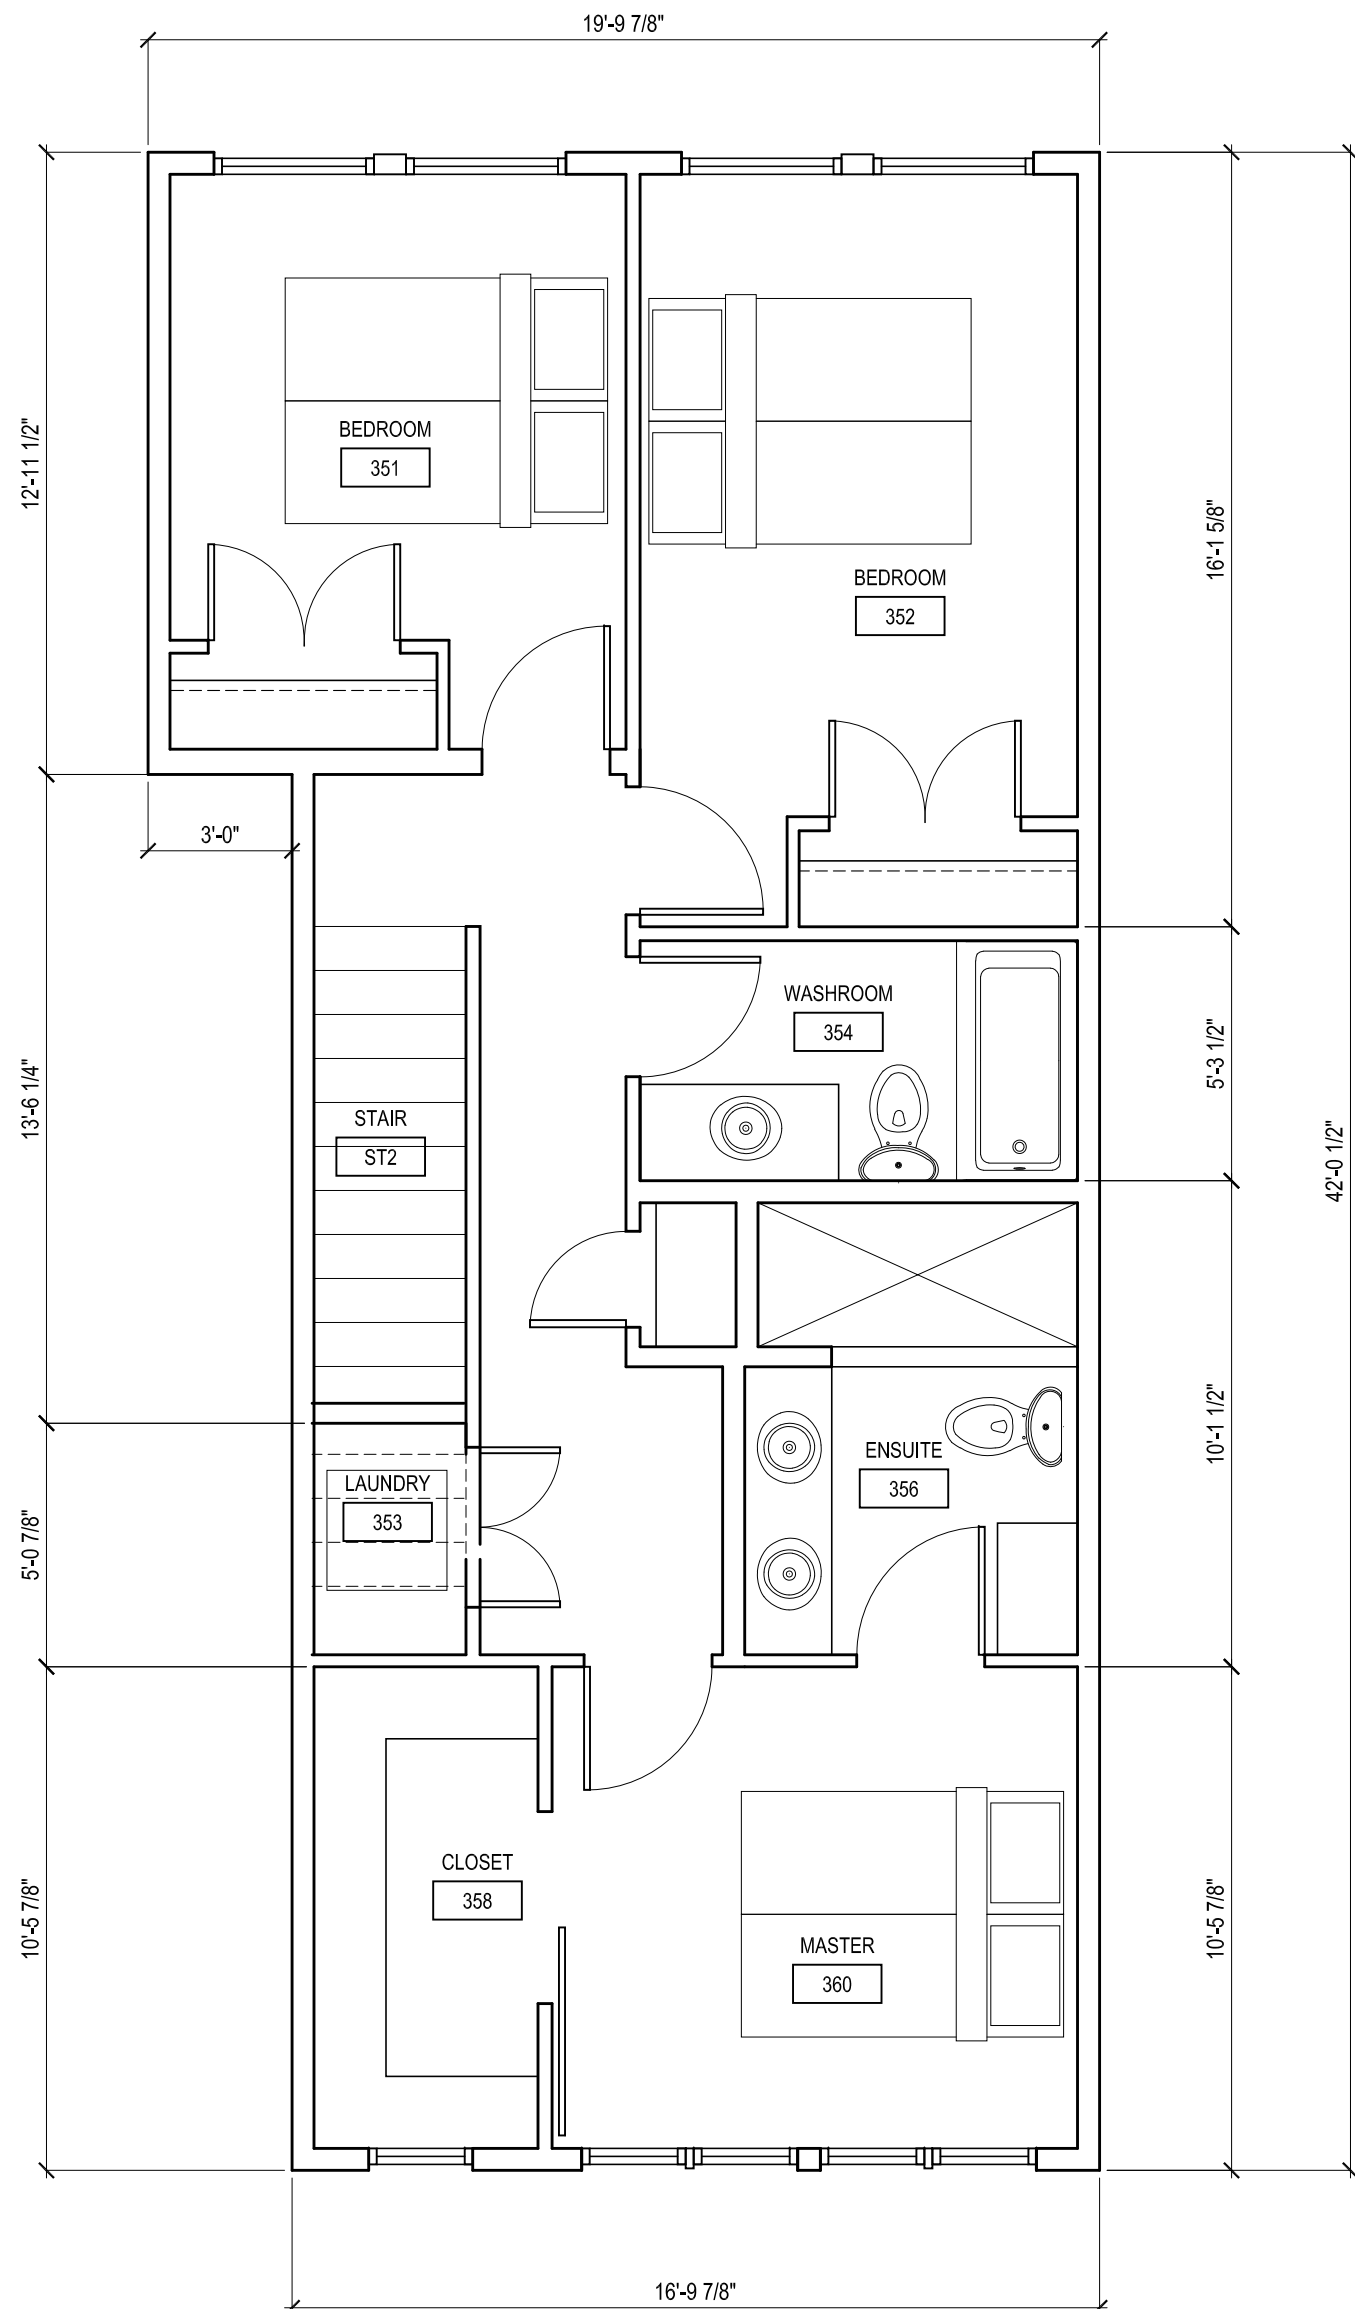 19'-9 7/8"
12'-11 1/2"
BEDROOM
351
16'-1 5/8"
BEDROOM
352
3'-0"
WASHROOM
354
5'-3 1/2"
13'-6 1/4"
STAIR
ST2
42'-0 1/2"
10'-1 1/2"
ENSUITE
356
LAUNDRY
353
5'-0 7/8"
CLOSET
358
10'-5 7/8"
MASTER
360
10'-5 7/8"
16'-9 7/8"